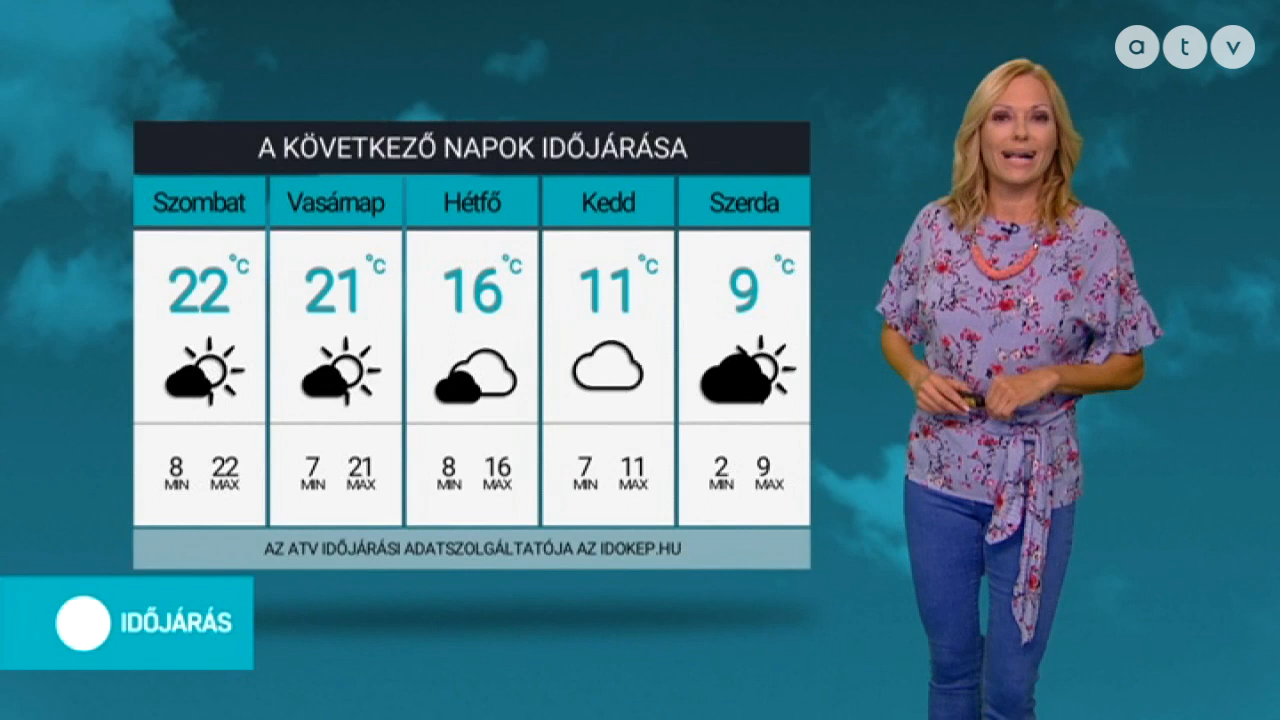 a t v
A KÖVETKEZŐ NAPOK IDŐJÁRÁSA
Szombat Vasárnap Hétfő Kedd Szerda
22 °C 21 °C 16 °C 11 °C 9 °C
8 22 7 21 8 16 7 11 2 9
MIN MAX MIN MAX MIN MAX MIN MAX MIN MAX
AZ ATV IDŐJÁRÁSI ADATSZOLGÁLTATÓJA AZ IDOKEP.HU
IDŐJÁRÁS